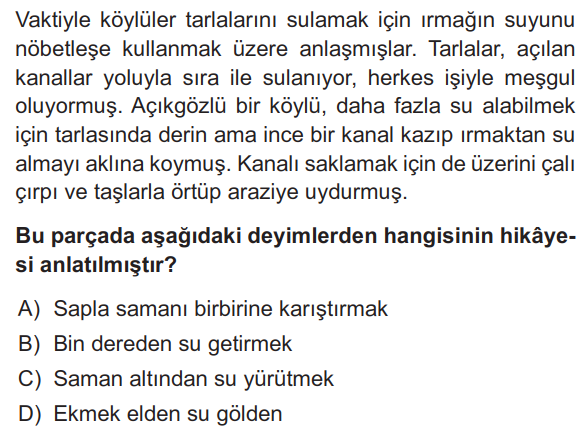 Vaktiyle köylüler tarlalarını sulamak için ırmağın suyunu
nöbetleşe kullanmak üzere anlaşmışlar. Tarlalar, açılan
kanallar yoluyla sıra ile sulanıyor, herkes işiyle meşgul
oluyormuş. Açıkgözlü bir köylü, daha fazla su alabilmek
için tarlasında derin ama ince bir kanal kazıp ırmaktan su
almayı aklına koymuş. Kanalı saklamak için de üzerini çalı
çırpı ve taşlarla örtüp araziye uydurmuş.
Bu parçada aşağıdaki deyimlerden hangisinin hikâye-
si anlatılmıştır?
A) Sapla samanı birbirine karıştırmak
B) Bin dereden su getirmek
C) Saman altından su yürütmek
D) Ekmek elden su gölden